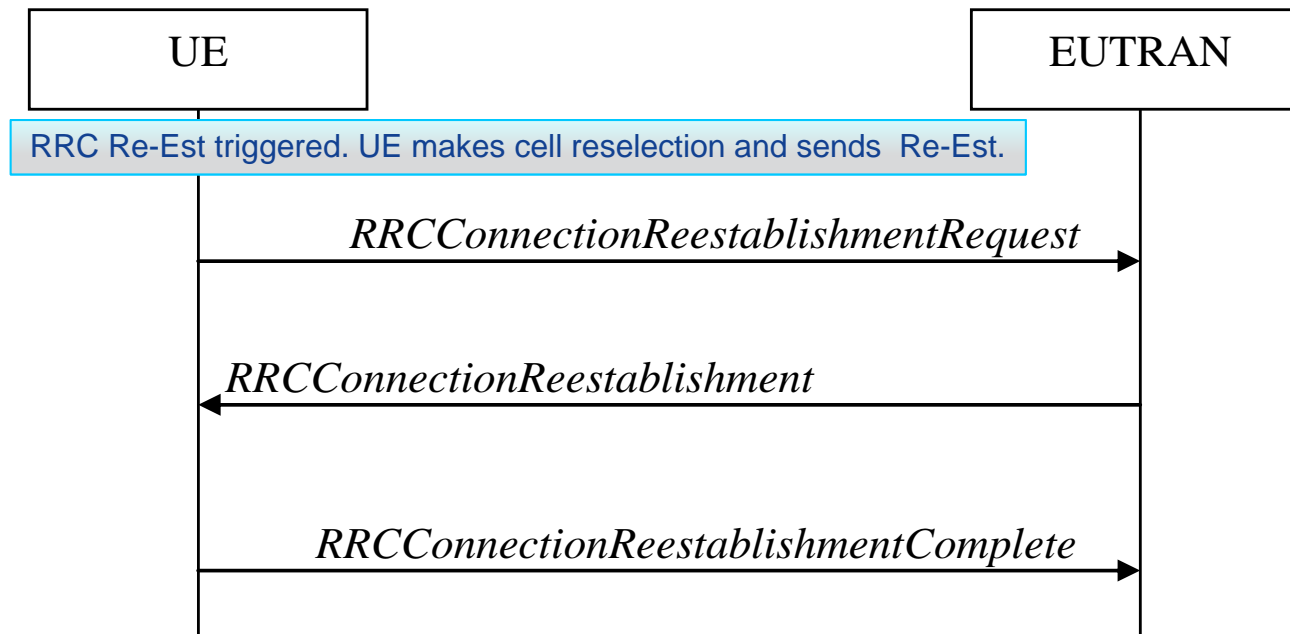 UE
EUTRAN
RRC Re-Est triggered. UE makes cell reselection and sends  Re-Est.
RRCConnectionReestablishmentRequest
RRCConnectionReestablishment
RRCConnectionReestablishmentComplete